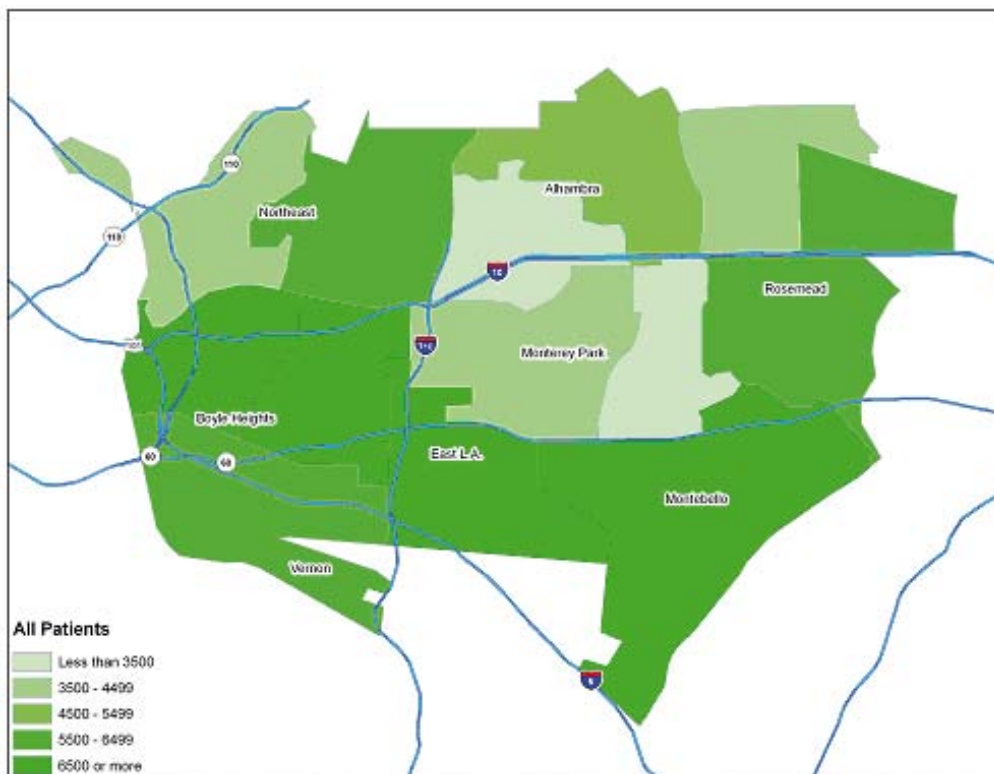 110
110
Northeast
Alhambra
10
Rosemead
101
710
Monterey Park
Boyle Heights
60
60
East L.A.
Montebello
Vernon
5
All Patients
Less than 3500
3500 - 4499
4500 - 5499
5500 - 6499
6500 or more